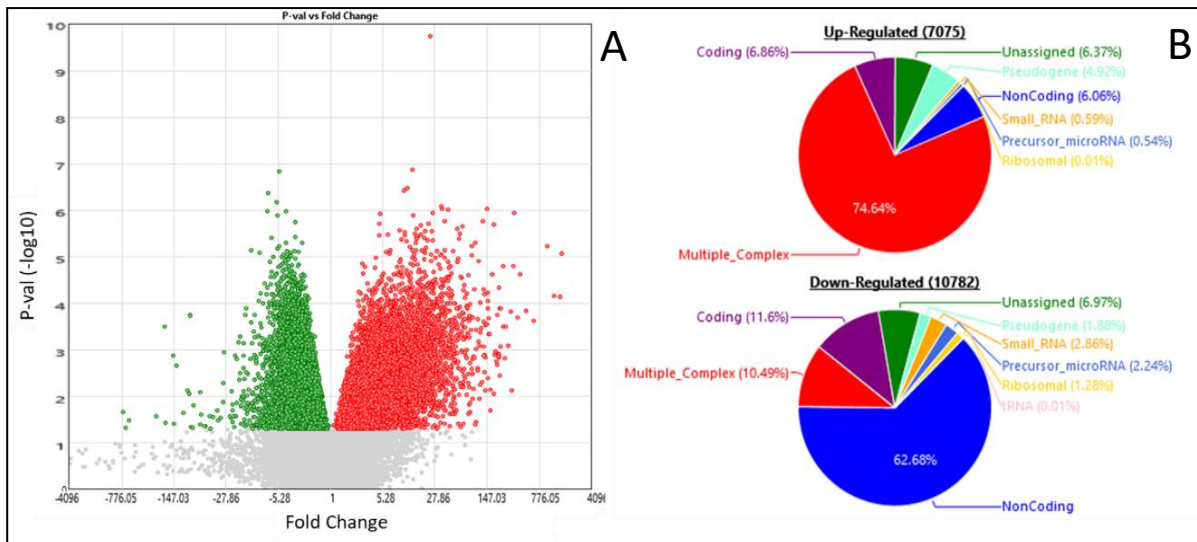 P-val vs Fold Change
A
10
9
8
7
6
5
4
3
2
1
0
P-val (-log10)
-4096
-776.05
-147.03
-27.86
-5.28
1
5.28
27.86
147.03
776.05
4096
Fold Change
B
Up-Regulated (7075)
Coding (6.86%)
Unassigned (6.37%)
Pseudogene (4.92%)
NonCoding (6.06%)
Small_RNA (0.59%)
Precursor_microRNA (0.54%)
Ribosomal (0.01%)
74.64%
Multiple_Complex
Down-Regulated (10782)
Unassigned (6.97%)
Coding (11.6%)
Pseudogene (1.88%)
Small_RNA (2.86%)
Multiple_Complex (10.49%)
Precursor_microRNA (2.24%)
Ribosomal (1.28%)
tRNA (0.01%)
62.68%
NonCoding